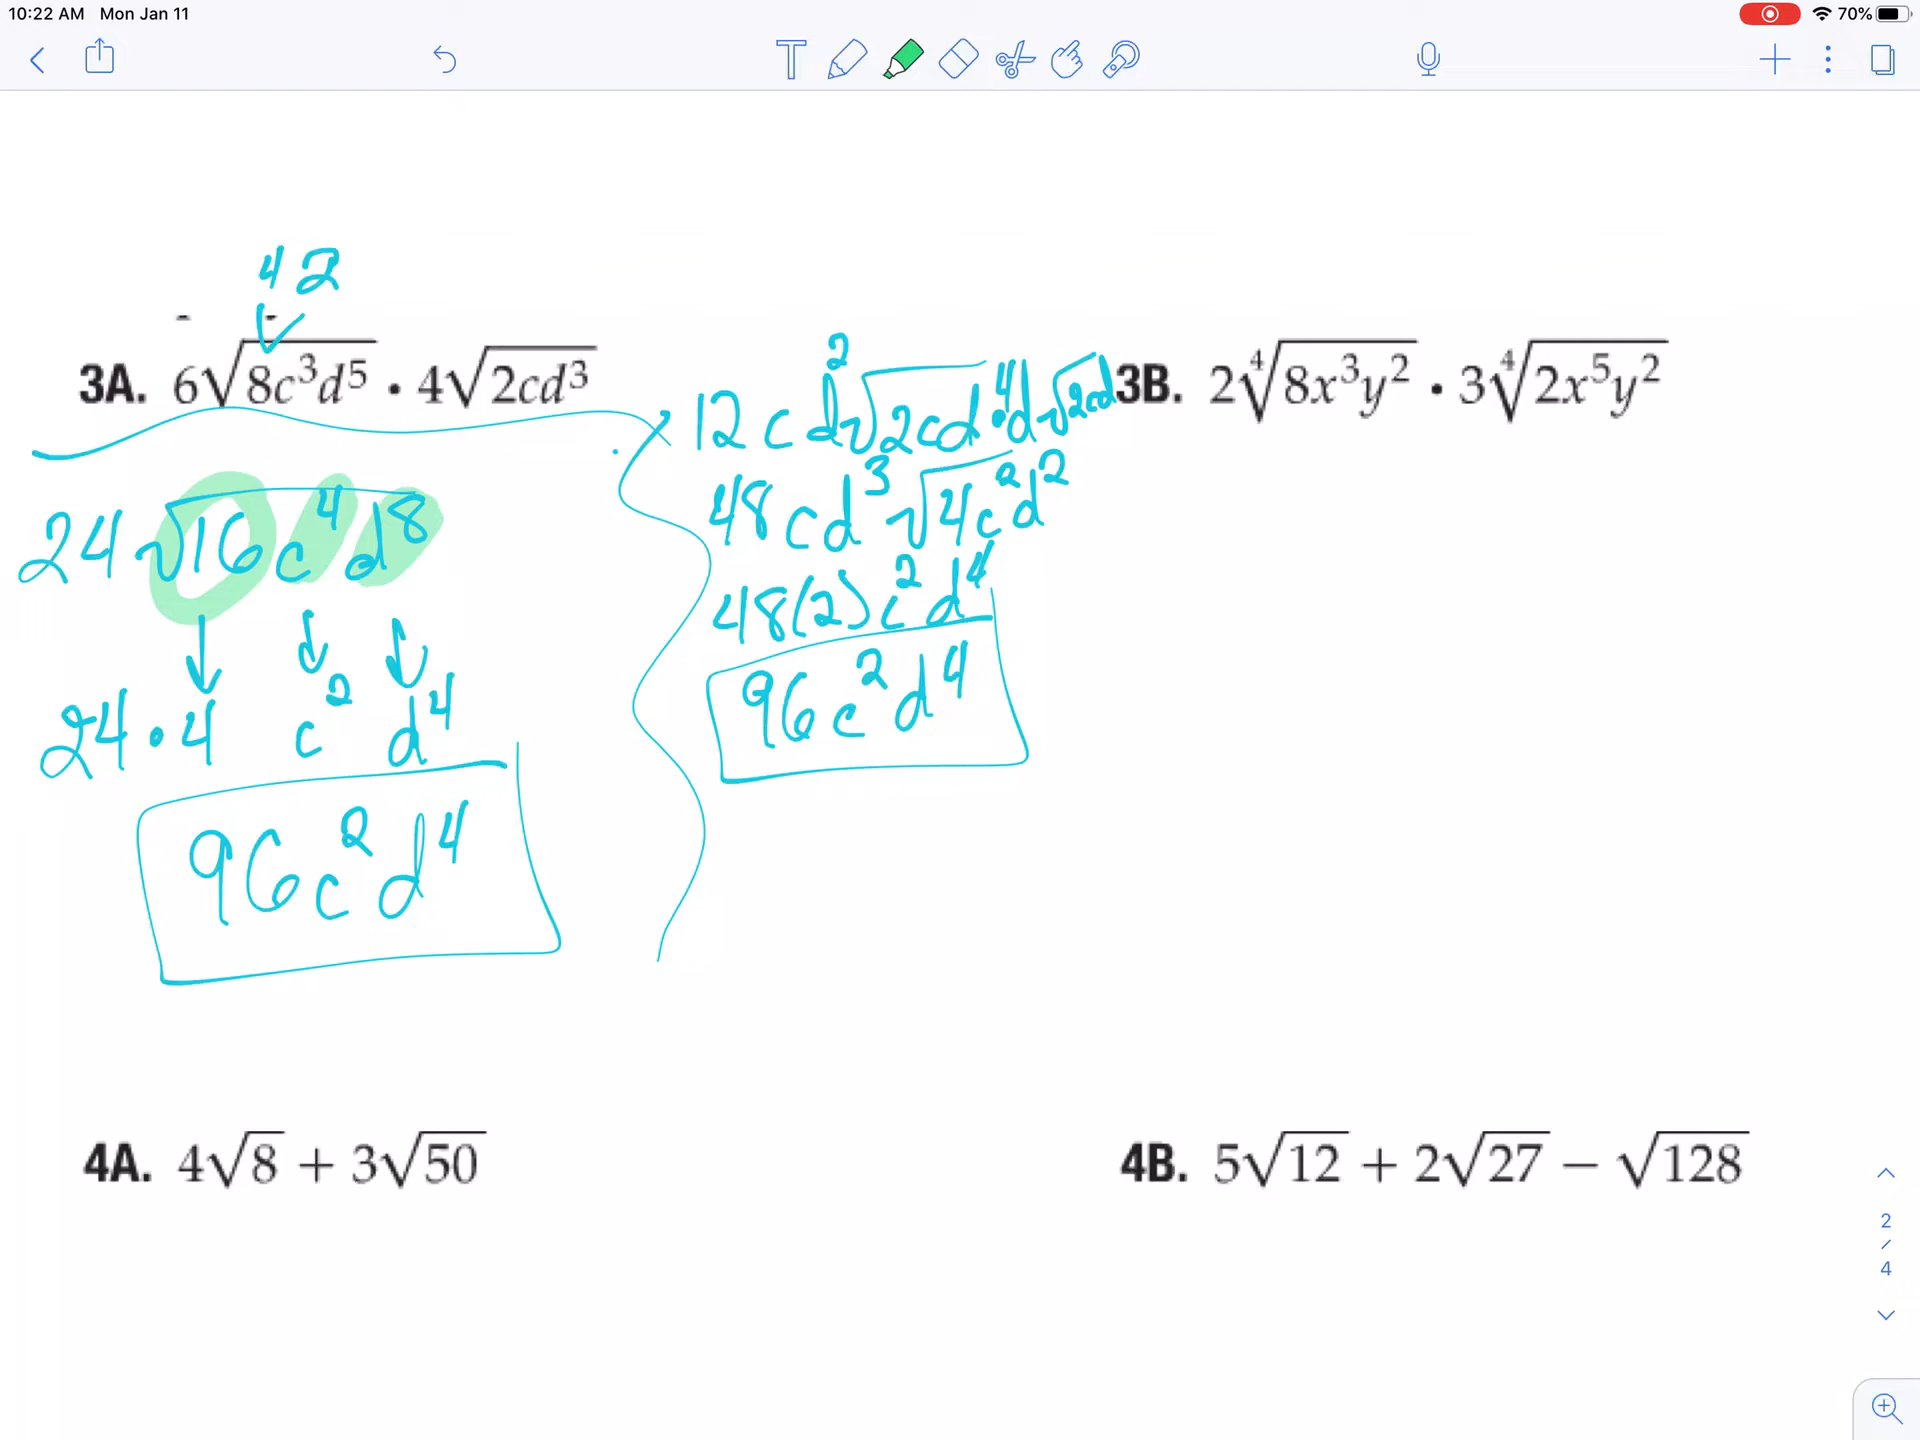 10:22 AM Mon Jan 11
70%
T
4 2
3A. 6√8c³d⁵ · 4√2cd³
24√16c⁴d⁸
24·4 c² d⁴
96c²d⁴
12cd²√2cd · 4d√2cd
48cd³√4c²d²
48(2)c²d⁴
96c²d⁴
3B. 2∜8x³y² · 3∜2x⁵y²
4A. 4√8 + 3√50
4B. 5√12 + 2√27 − √128
2
/
4